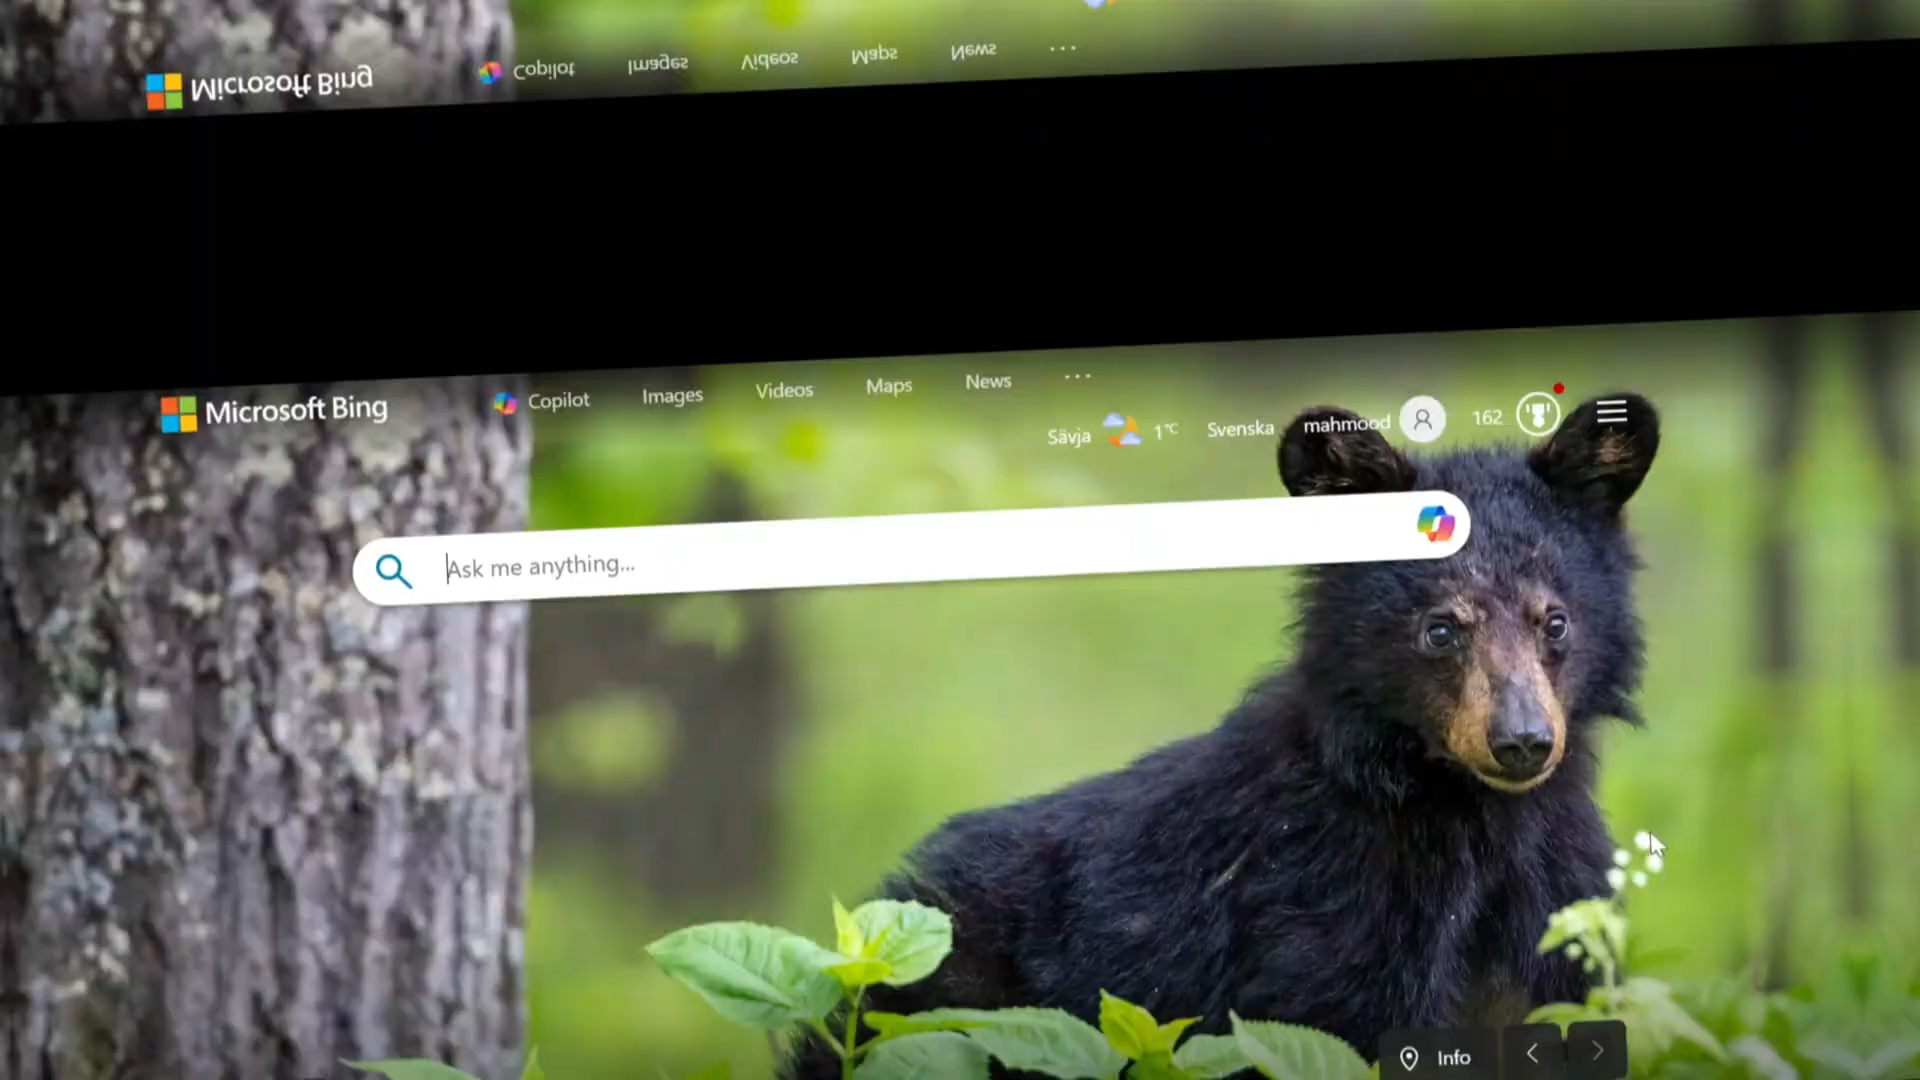 Microsoft Bing Copilot Images Videos Maps News ...
Microsoft Bing Copilot Images Videos Maps News ...
Sävja 1°C Svenska mahmood 162
Ask me anything...
Info